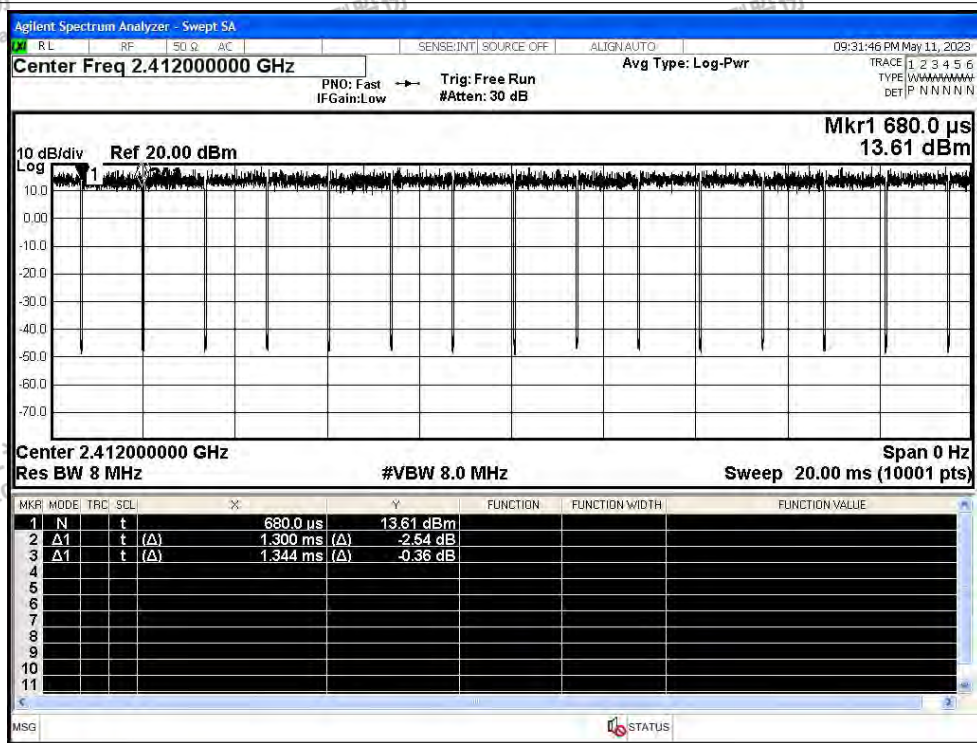 Agilent Spectrum Analyzer - Swept SA
RL RF 50 Ω AC SENSE:INT SOURCE OFF ALIGN AUTO 09:31:46 PM May 11, 2023
Center Freq 2.412000000 GHz
PNO: Fast
IFGain:Low
Trig: Free Run
#Atten: 30 dB
Avg Type: Log-Pwr
TRACE 1 2 3 4 5 6
TYPE WWWWWW
DET P N N N N N
Mkr1 680.0 µs
13.61 dBm
10 dB/div Ref 20.00 dBm
Log
1
10.0
0.00
-10.0
-20.0
-30.0
-40.0
-50.0
-60.0
-70.0
Center 2.412000000 GHz Span 0 Hz
Res BW 8 MHz #VBW 8.0 MHz Sweep 20.00 ms (10001 pts)
MKR MODE TRC SCL X Y FUNCTION FUNCTION WIDTH FUNCTION VALUE
1 N t 680.0 µs 13.61 dBm
2 Δ1 t (Δ) 1.300 ms (Δ) -2.54 dB
3 Δ1 t (Δ) 1.344 ms (Δ) -0.36 dB
4
5
6
7
8
9
10
11
MSG STATUS